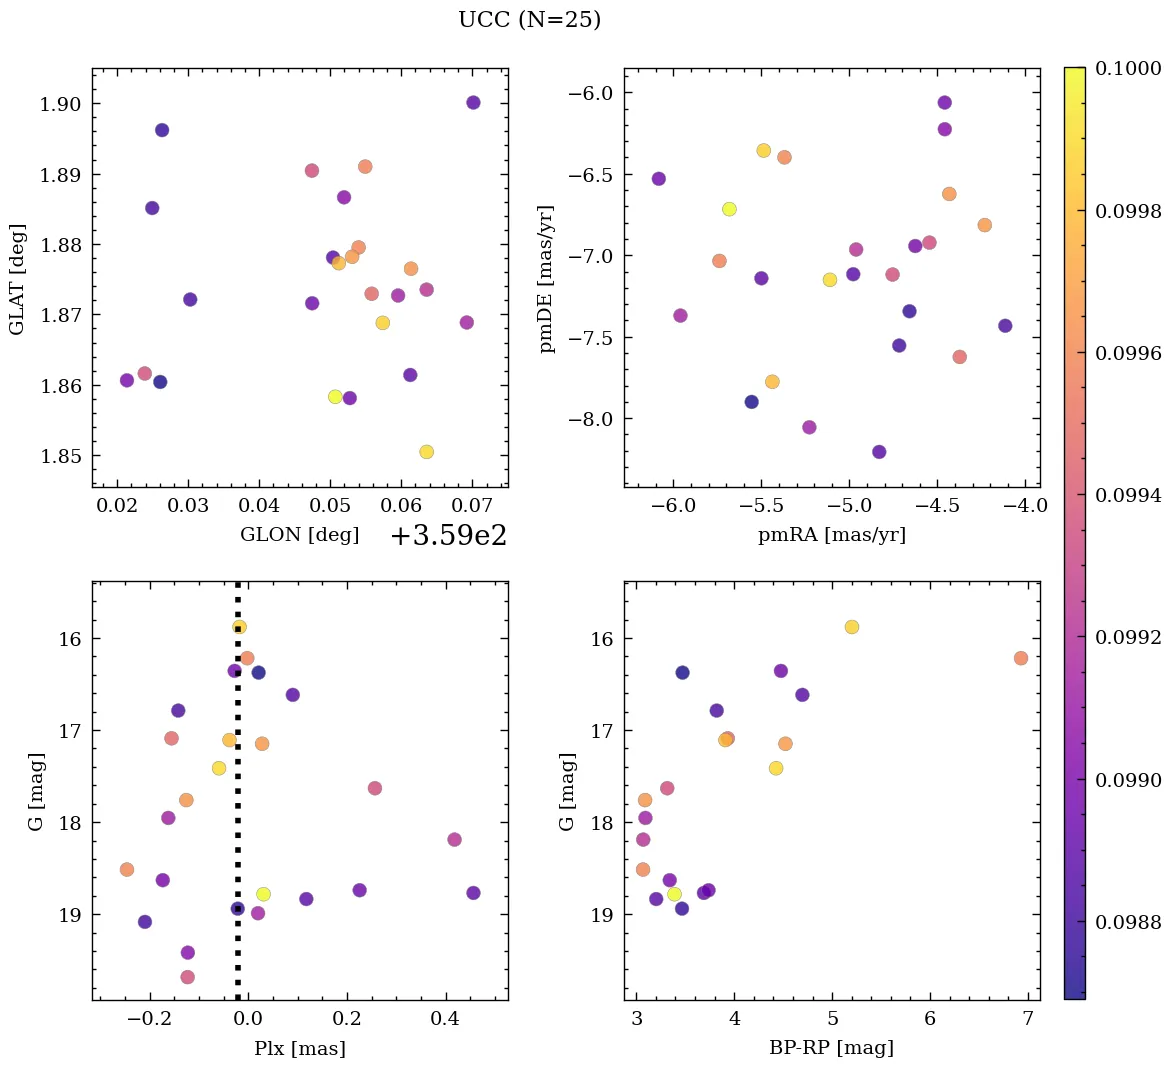 UCC (N=25)
1.90
1.89
1.88
1.87
1.86
1.85
GLAT [deg]
0.02 0.03 0.04 0.05 0.06 0.07
GLON [deg] +3.59e2
−6.0
−6.5
−7.0
−7.5
−8.0
pmDE [mas/yr]
−6.0 −5.5 −5.0 −4.5 −4.0
pmRA [mas/yr]
16
17
18
19
G [mag]
−0.2 0.0 0.2 0.4
Plx [mas]
16
17
18
19
G [mag]
3 4 5 6 7
BP-RP [mag]
0.1000
0.0998
0.0996
0.0994
0.0992
0.0990
0.0988